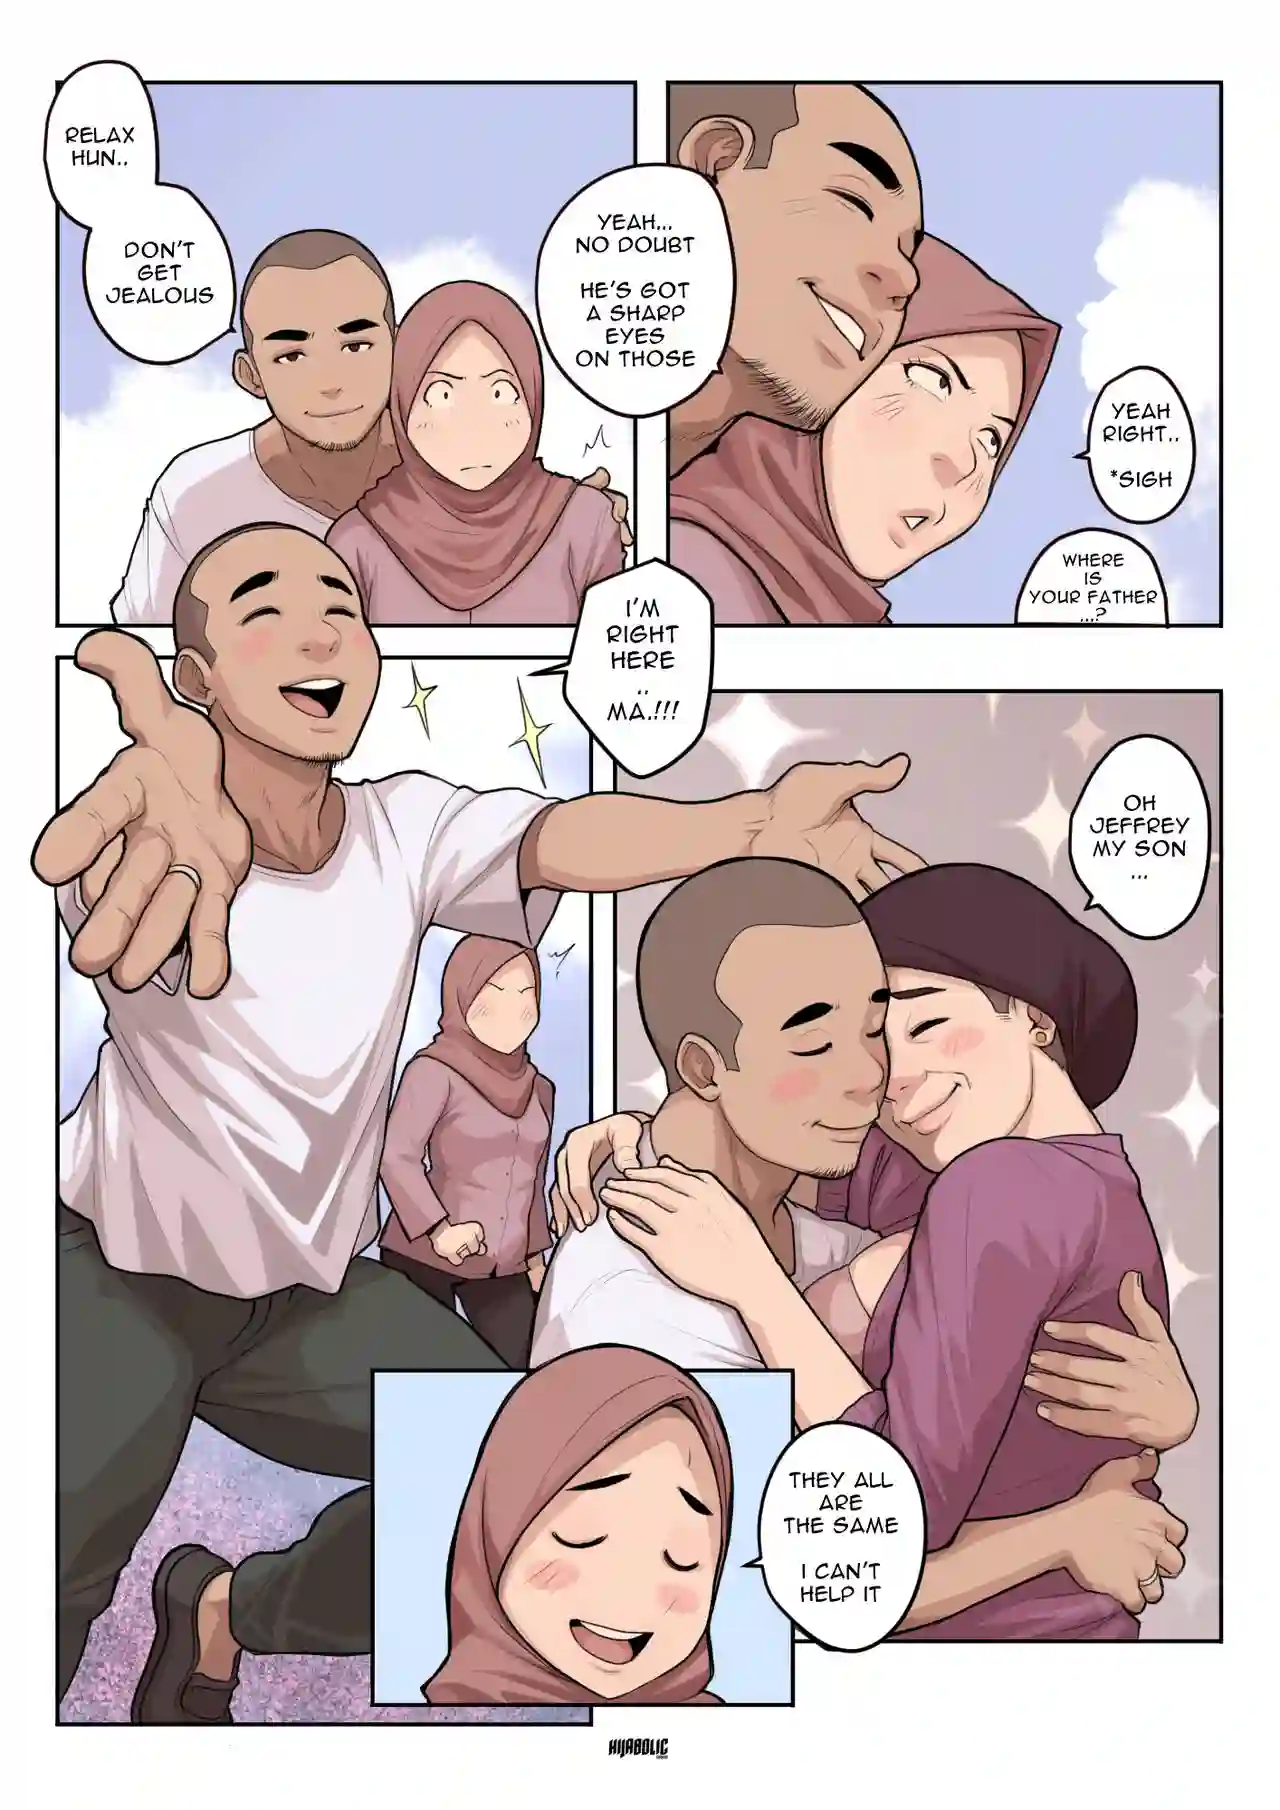 RELAX
HUN..
DON'T
GET
JEALOUS
YEAH...
NO DOUBT
HE'S GOT
A SHARP
EYES
ON THOSE
YEAH
RIGHT..
*SIGH
WHERE
IS
YOUR FATHER
....?
I'M
RIGHT
HERE
..
MA.!!!
OH
JEFFREY
MY SON
...
THEY ALL
ARE
THE SAME
I CAN'T
HELP IT
HIJABOLIC